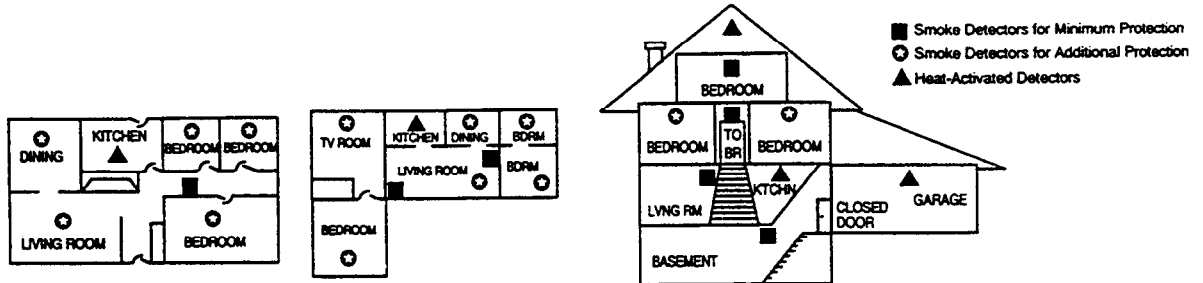 DINING
KITCHEN
BEDROOM
BEDROOM
LIVING ROOM
BEDROOM
TV ROOM
KITCHEN
DINING
BDRM
LIVING ROOM
BDRM
BEDROOM
BEDROOM
BEDROOM
TO
BR
BEDROOM
LVNG RM
KTCHN
CLOSED
DOOR
GARAGE
BASEMENT
Smoke Detectors for Minimum Protection
Smoke Detectors for Additional Protection
Heat-Activated Detectors